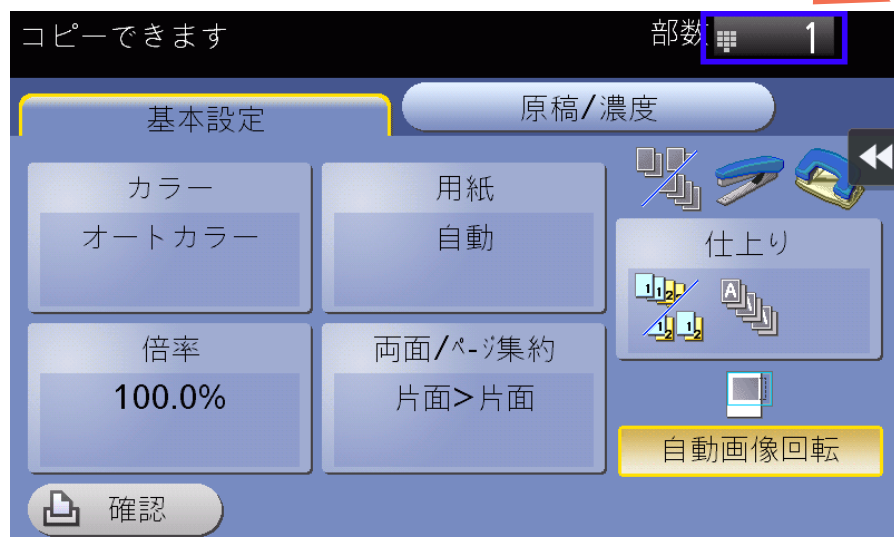 コピーできます
部数 1
基本設定
原稿/濃度
カラー
オートカラー
用紙
自動
仕上り
倍率
100.0%
両面/ﾍﾟｰｼﾞ集約
片面>片面
自動画像回転
確認